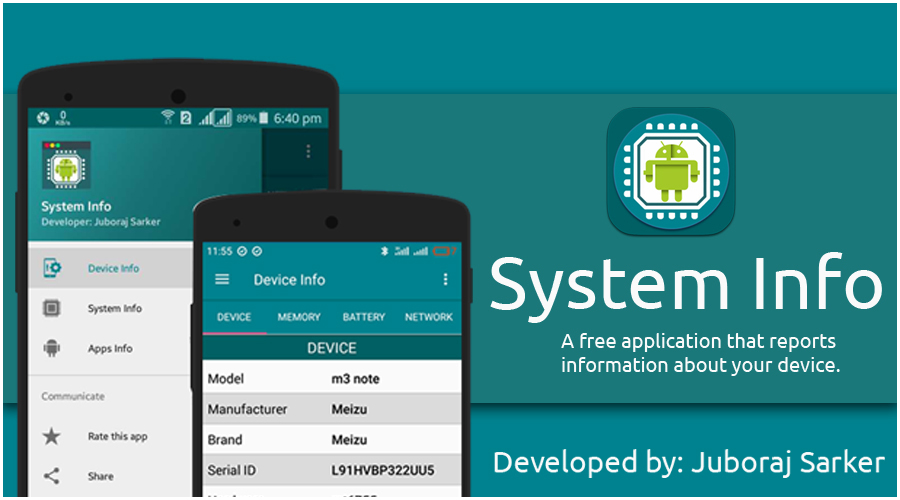 0
KB/s
2
89%
6:40 pm
System Info
Developer: Juboraj Sarker
Device Info
System Info
Apps Info
Communicate
Rate this app
Share
11:55
Device Info
DEVICE MEMORY BATTERY NETWORK
DEVICE
Model m3 note
Manufacturer Meizu
Brand Meizu
Serial ID L91HVBP322UU5
System Info
A free application that reports
information about your device.
Developed by: Juboraj Sarker